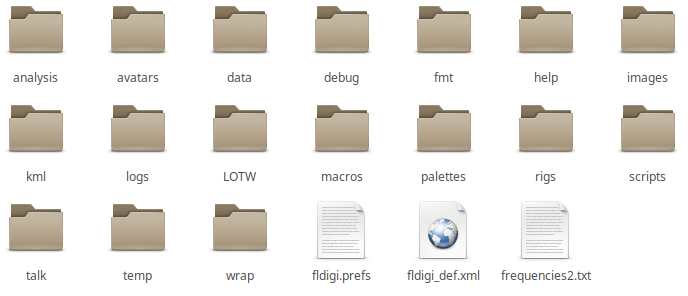 analysis avatars data debug fmt help images
kml logs LOTW macros palettes rigs scripts
talk temp wrap fldigi.prefs fldigi_def.xml frequencies2.txt